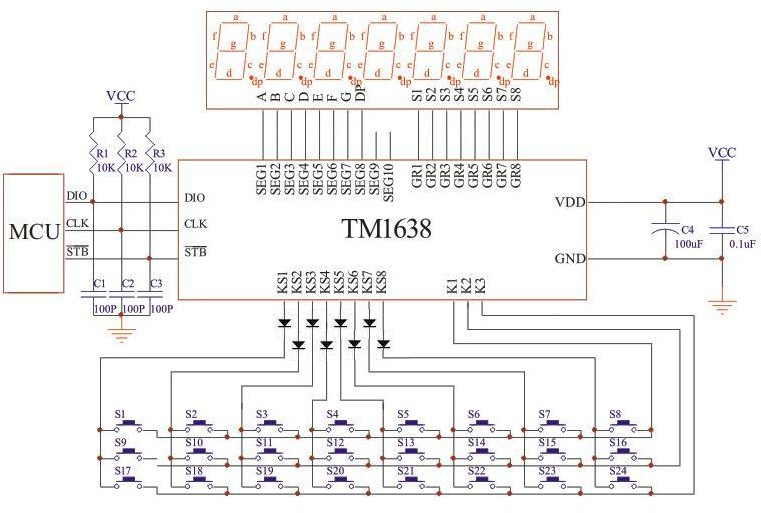 a a a a a a a
f b f b f b f b f b f b f b
g g g g g g g
e c e c e c e c e c e c e c
d dp d dp d dp d dp d dp d dp d dp
A B C D E F G DP S1 S2 S3 S4 S5 S6 S7 S8
VCC
R1 R2 R3
10K 10K 10K
VCC
SEG1 SEG2 SEG3 SEG4 SEG5 SEG6 SEG7 SEG8 SEG9 SEG10 GR1 GR2 GR3 GR4 GR5 GR6 GR7 GR8
MCU
DIO DIO
CLK CLK
STB STB
TM1638
VDD
GND
C4
100uF
C5
0.1uF
C1 C2 C3
100P 100P 100P
KS1 KS2 KS3 KS4 KS5 KS6 KS7 KS8 K1 K2 K3
S1 S2 S3 S4 S5 S6 S7 S8
S9 S10 S11 S12 S13 S14 S15 S16
S17 S18 S19 S20 S21 S22 S23 S24